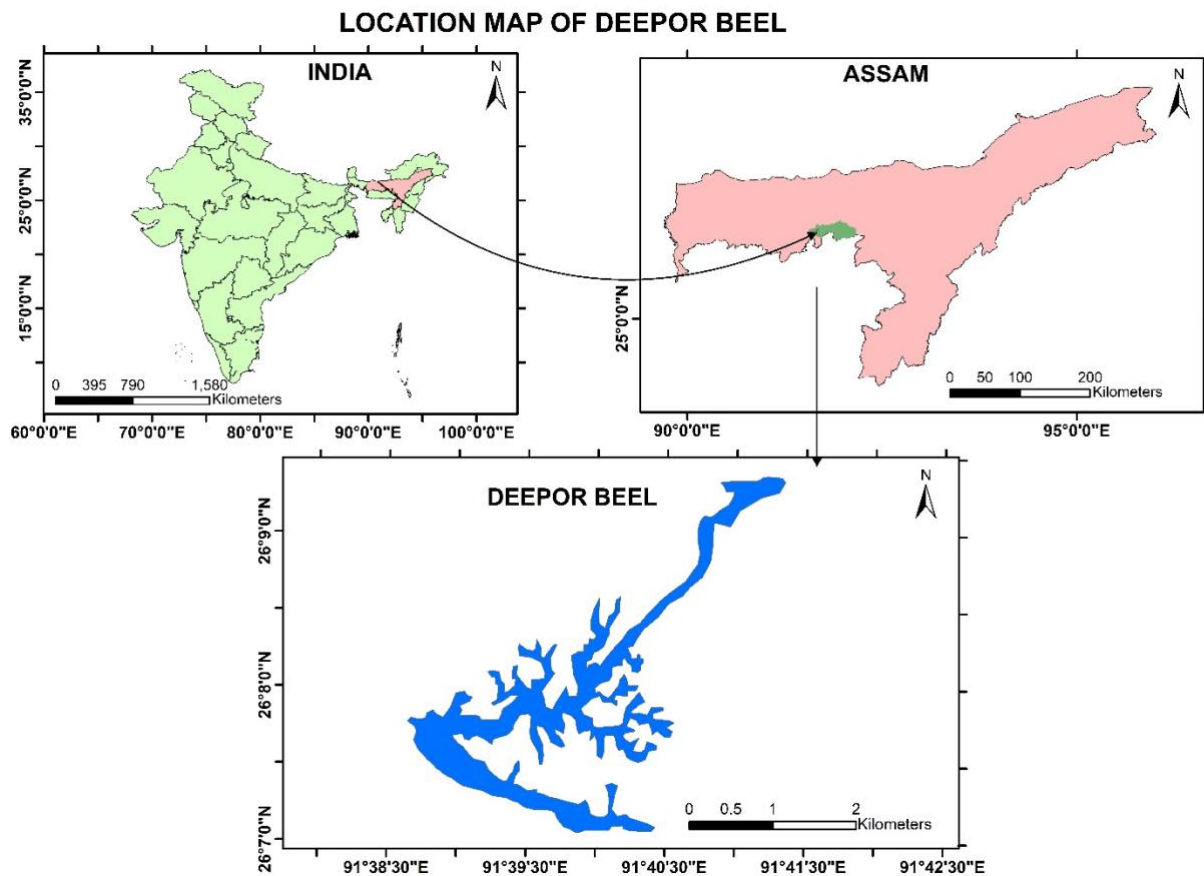 LOCATION MAP OF DEEPOR BEEL
INDIA
N
35°0'0"N
25°0'0"N
15°0'0"N
0 395 790 1,580
Kilometers
60°0'0"E 70°0'0"E 80°0'0"E 90°0'0"E 100°0'0"E
ASSAM
N
25°0'0"N
0 50 100 200
Kilometers
90°0'0"E 95°0'0"E
DEEPOR BEEL
N
26°9'0"N
26°8'0"N
26°7'0"N
0 0.5 1 2
Kilometers
91°38'30"E 91°39'30"E 91°40'30"E 91°41'30"E 91°42'30"E